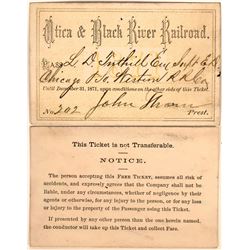 Utica & Black River Railroad.
PASS L D Tuthill Esq Supt E D
Chicago & No. Western R R Co
Until December 31, 1871, upon conditions on the other side of this Ticket.
No 202 John Thorn Prest.
This Ticket is not Transferable.
NOTICE.
The person accepting this FREE TICKET, assumes all risk of
accidents, and expressly agrees that the Company shall not be
liable, under any circumstances, whether of negligence by their
agents or otherwise, for any injury to the person, or for any loss
or injury to the property of the Passenger using this Ticket.
If presented by any other person than the one herein named,
the conductor will take up this Ticket and collect Fare.